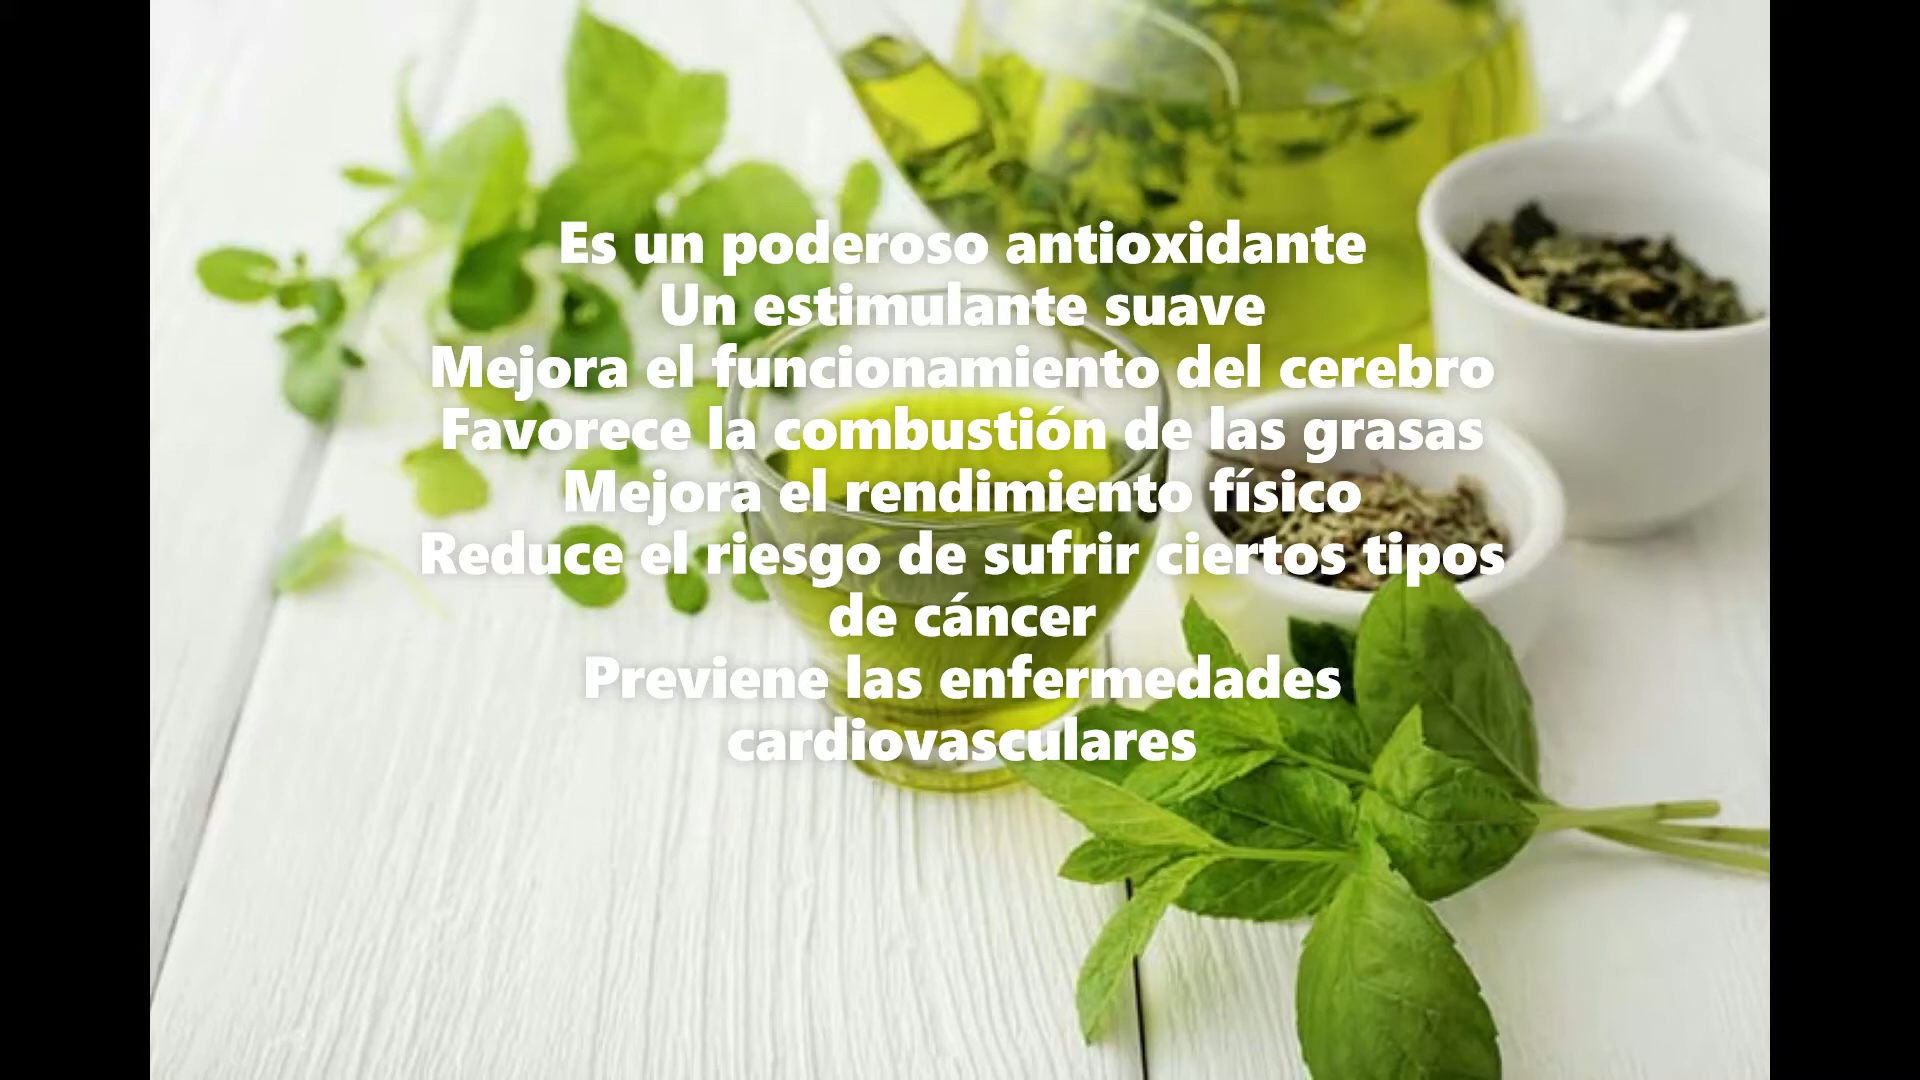 Es un poderoso antioxidante
Un estimulante suave
Mejora el funcionamiento del cerebro
Favorece la combustión de las grasas
Mejora el rendimiento físico
Reduce el riesgo de sufrir ciertos tipos
de cáncer
Previene las enfermedades
cardiovasculares